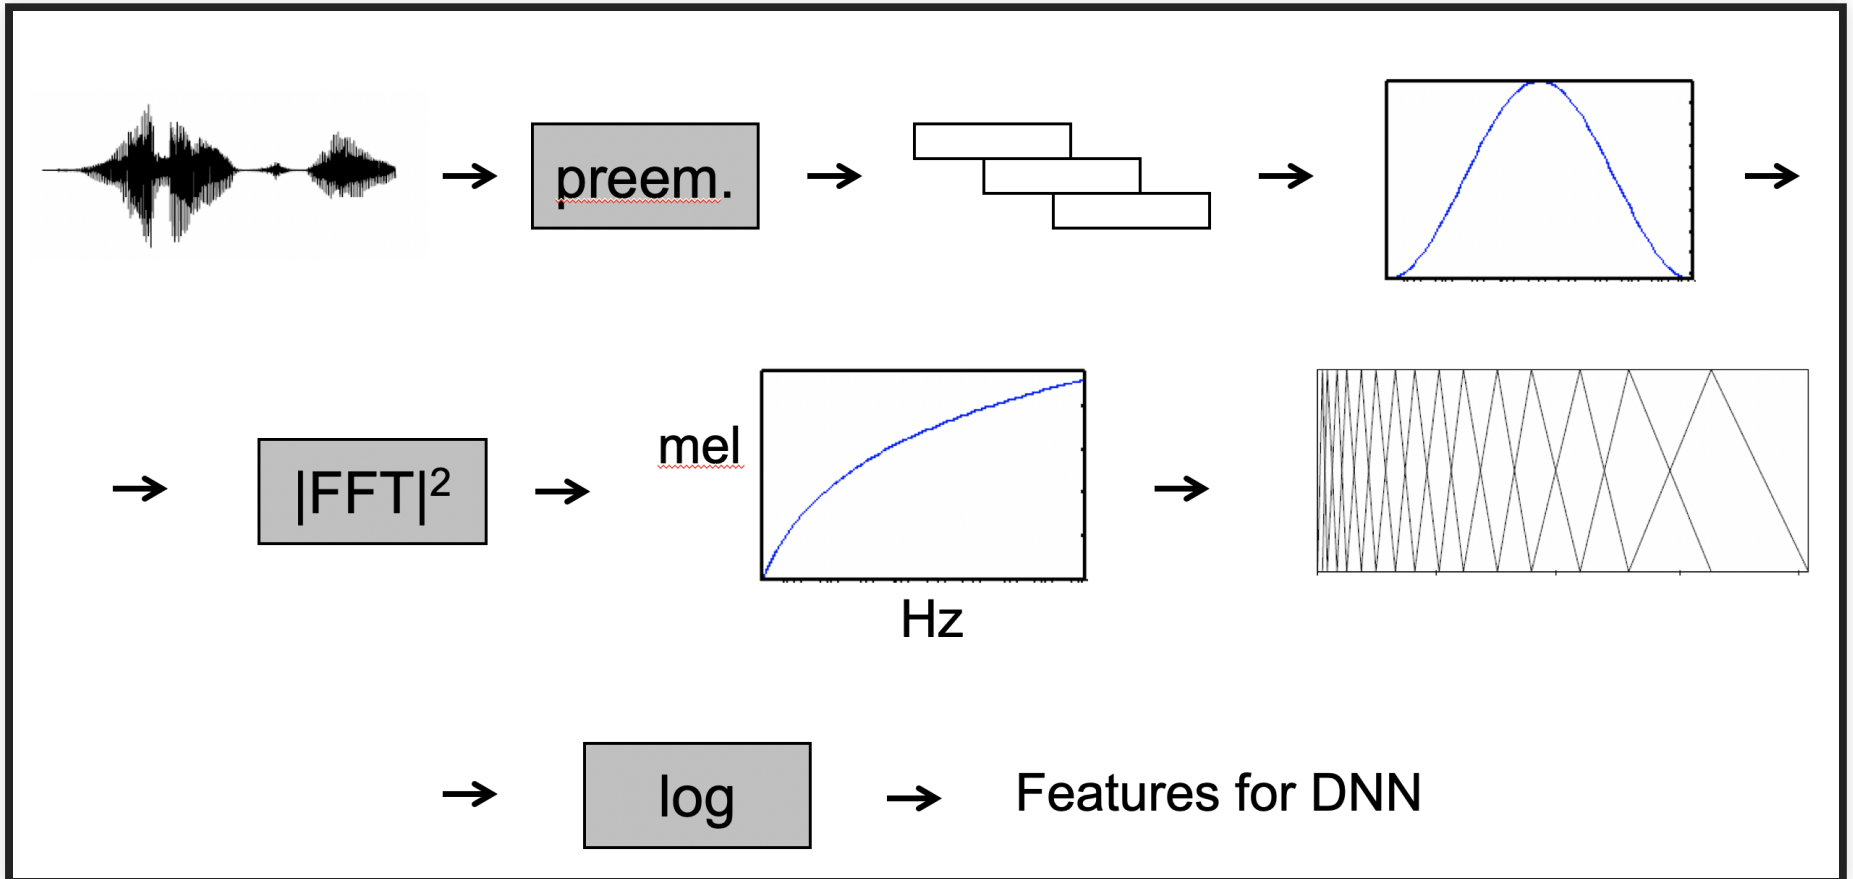 preem.
|FFT|²
mel
Hz
log
Features for DNN